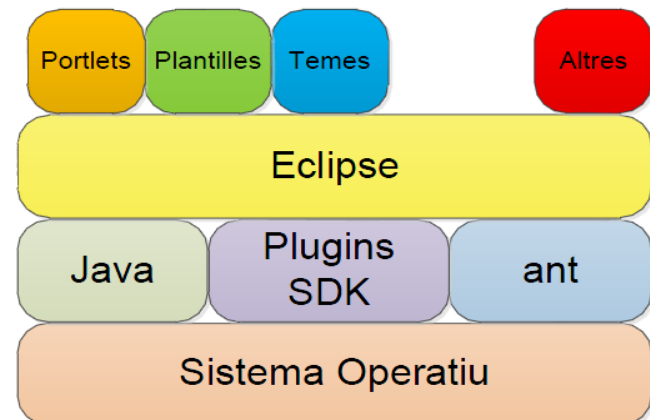 Portlets Plantilles Temes Altres
Eclipse
Java Plugins SDK ant
Sistema Operatiu